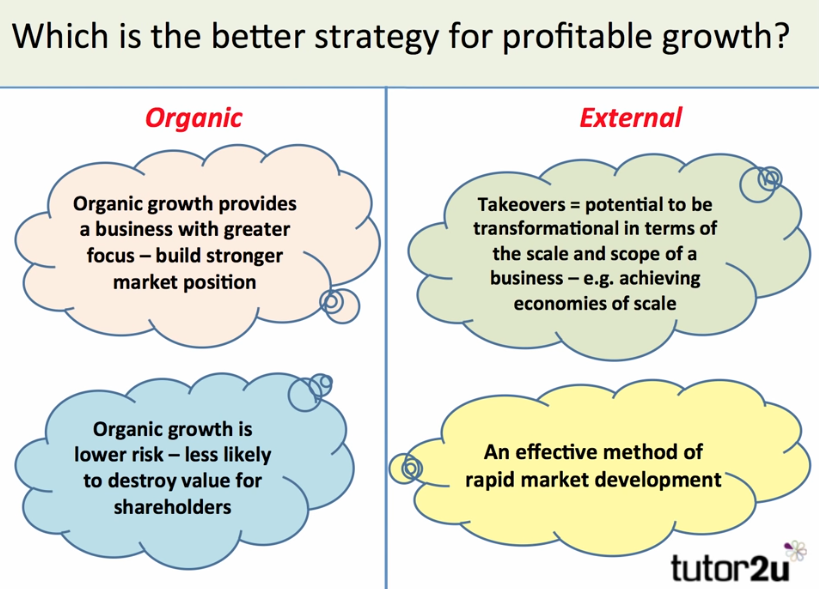 Which is the better strategy for profitable growth?
Organic
Organic growth provides
a business with greater
focus – build stronger
market position
Organic growth is
lower risk – less likely
to destroy value for
shareholders
External
Takeovers = potential to be
transformational in terms of
the scale and scope of a
business – e.g. achieving
economies of scale
An effective method of
rapid market development
tutor2u